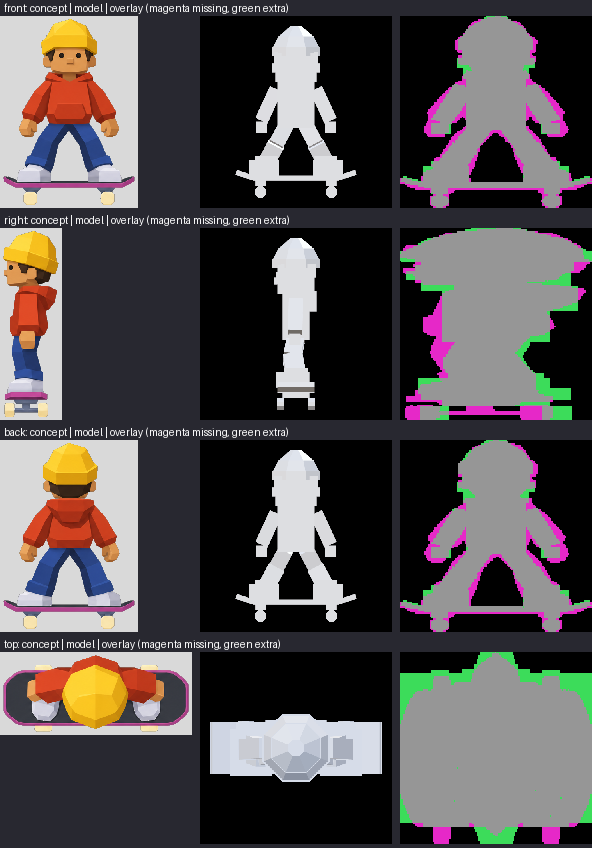 front: concept | model | overlay (magenta missing, green extra)
right: concept | model | overlay (magenta missing, green extra)
back: concept | model | overlay (magenta missing, green extra)
top: concept | model | overlay (magenta missing, green extra)